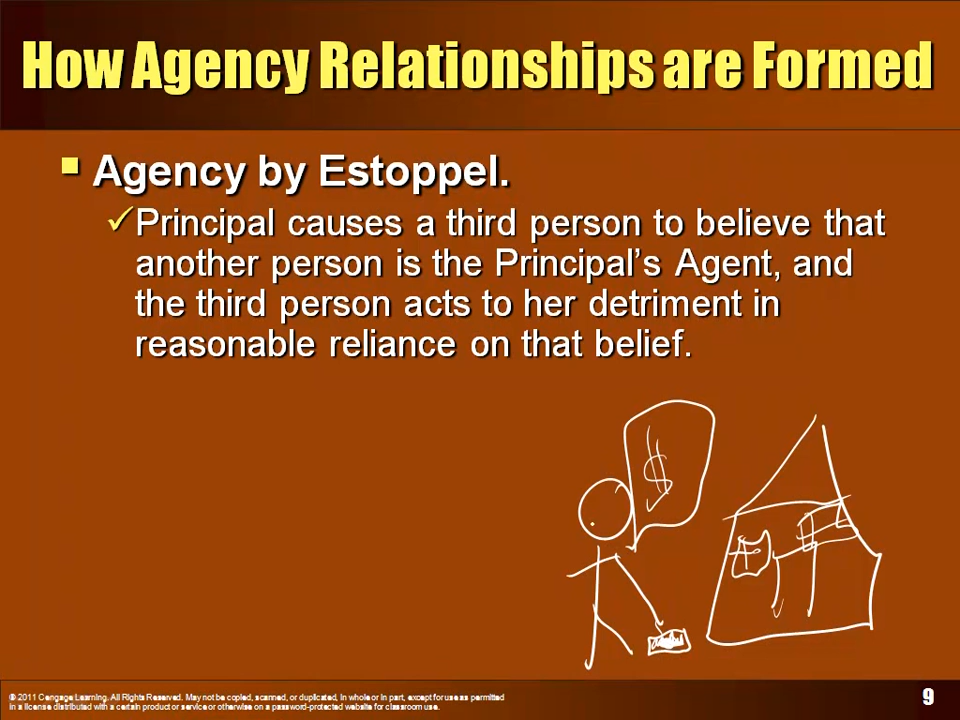 How Agency Relationships are Formed
Agency by Estoppel.
Principal causes a third person to believe that
another person is the Principal's Agent, and
the third person acts to her detriment in
reasonable reliance on that belief.
$
© 2011 Cengage Learning. All Rights Reserved. May not be copied, scanned, or duplicated, in whole or in part, except for use as permitted
in a license distributed with a certain product or service or otherwise on a password-protected website for classroom use.
9